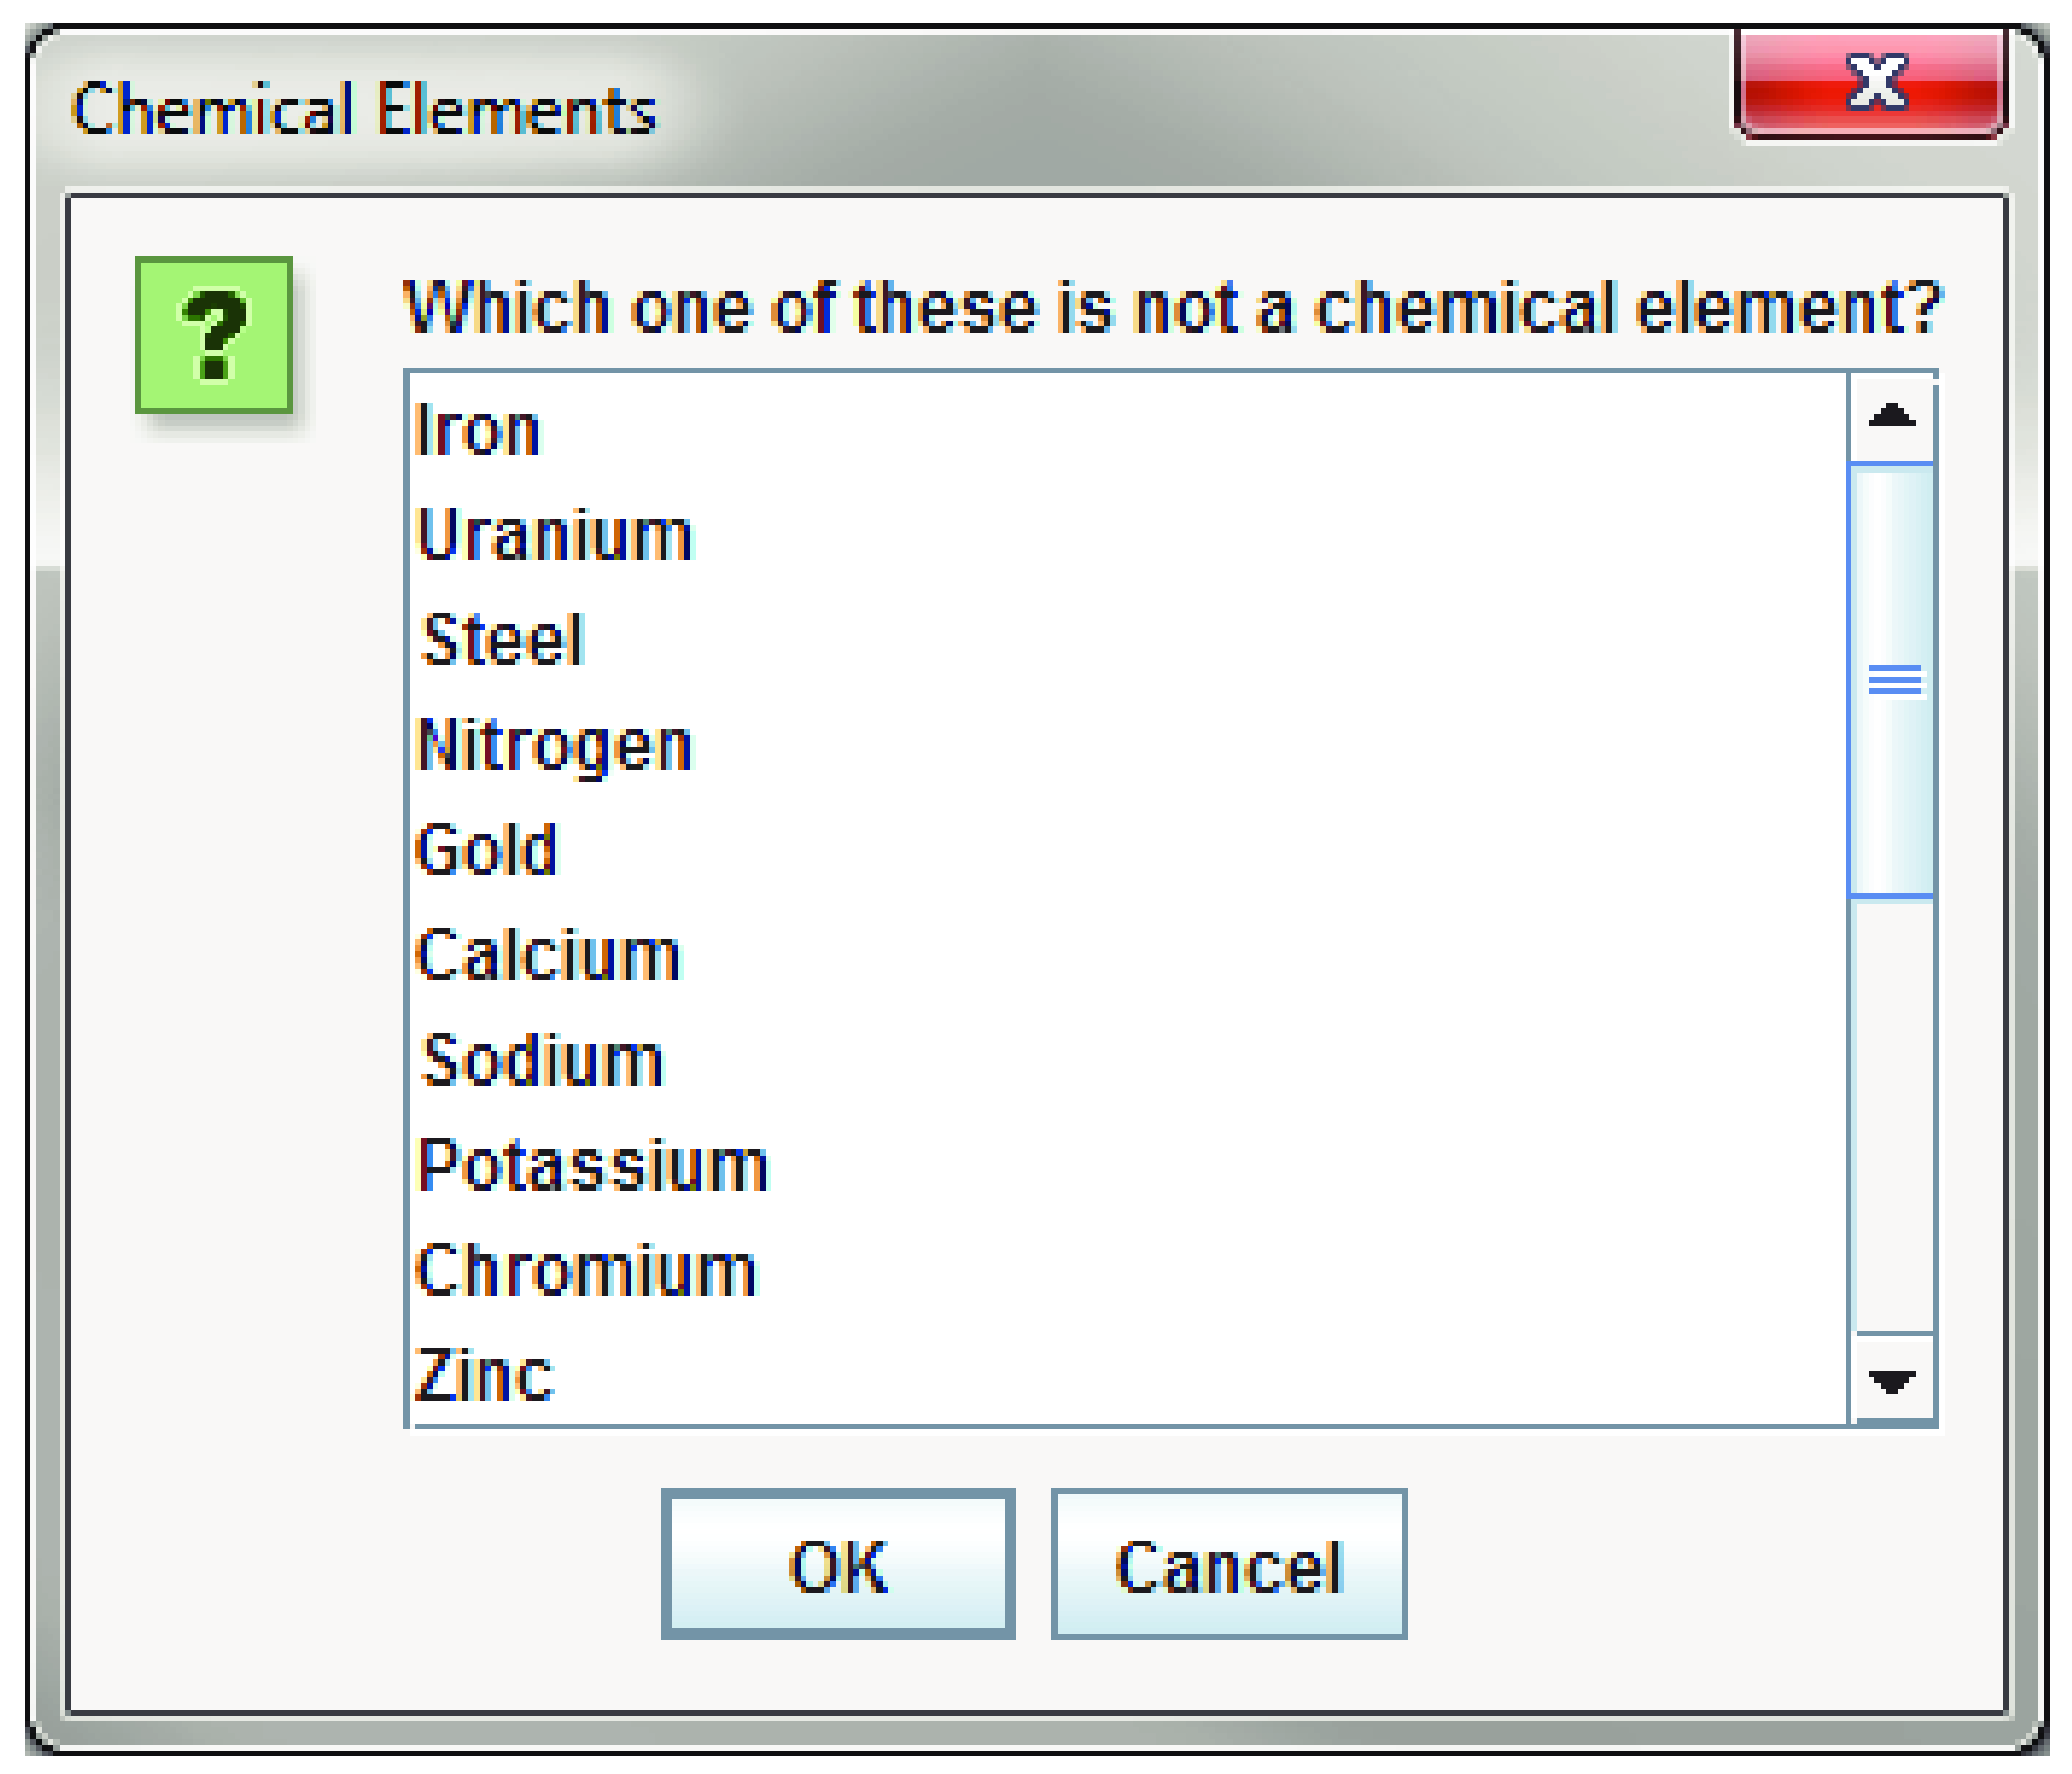 Chemical Elements
X
?
Which one of these is not a chemical element?
Iron
Uranium
Steel
Nitrogen
Gold
Calcium
Sodium
Potassium
Chromium
Zinc
OK Cancel